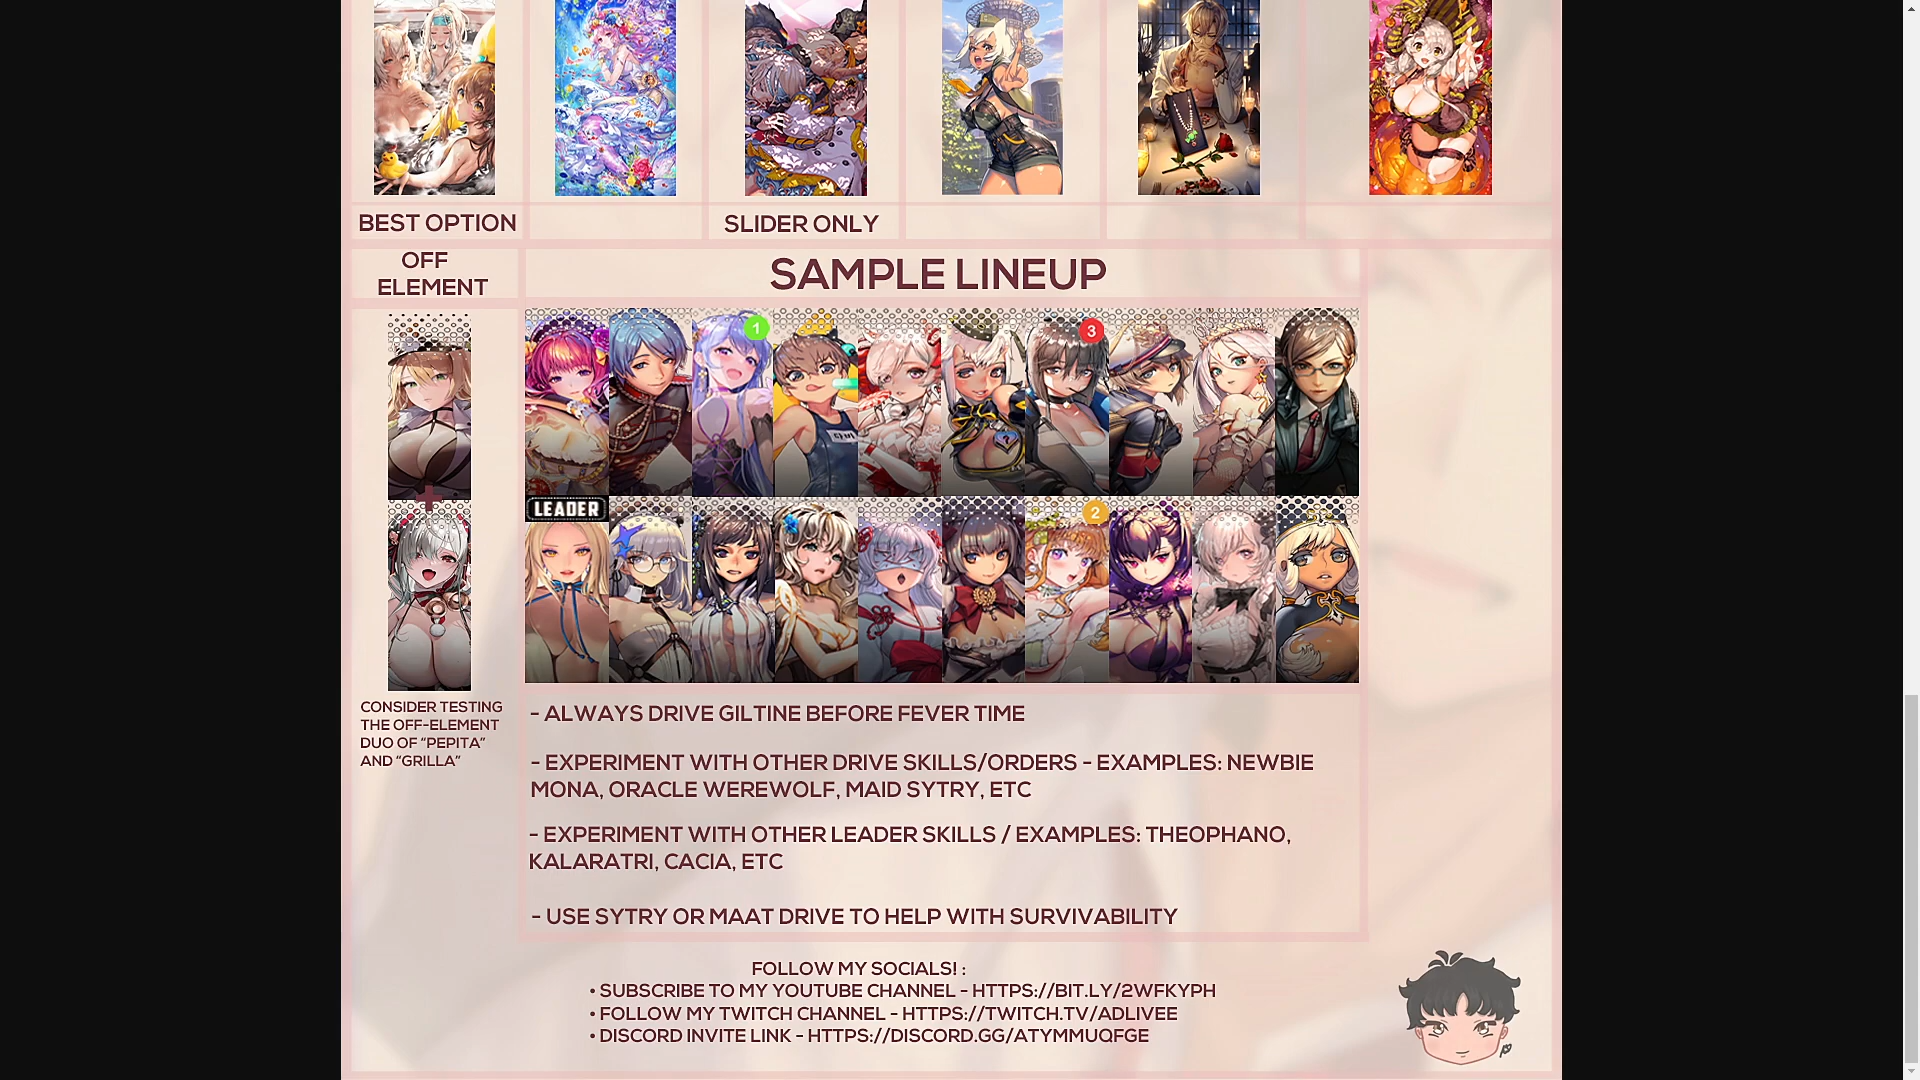 BEST OPTION
SLIDER ONLY
OFF
ELEMENT
SAMPLE LINEUP
1
3
LEADER
2
CONSIDER TESTING
THE OFF-ELEMENT
DUO OF “PEPITA”
AND “GRILLA”
- ALWAYS DRIVE GILTINE BEFORE FEVER TIME
- EXPERIMENT WITH OTHER DRIVE SKILLS/ORDERS - EXAMPLES: NEWBIE
MONA, ORACLE WEREWOLF, MAID SYTRY, ETC
- EXPERIMENT WITH OTHER LEADER SKILLS / EXAMPLES: THEOPHANO,
KALARATRI, CACIA, ETC
- USE SYTRY OR MAAT DRIVE TO HELP WITH SURVIVABILITY
FOLLOW MY SOCIALS! :
• SUBSCRIBE TO MY YOUTUBE CHANNEL - HTTPS://BIT.LY/2WFKYPH
• FOLLOW MY TWITCH CHANNEL - HTTPS://TWITCH.TV/ADLIVEE
• DISCORD INVITE LINK - HTTPS://DISCORD.GG/ATYMMUQFGE